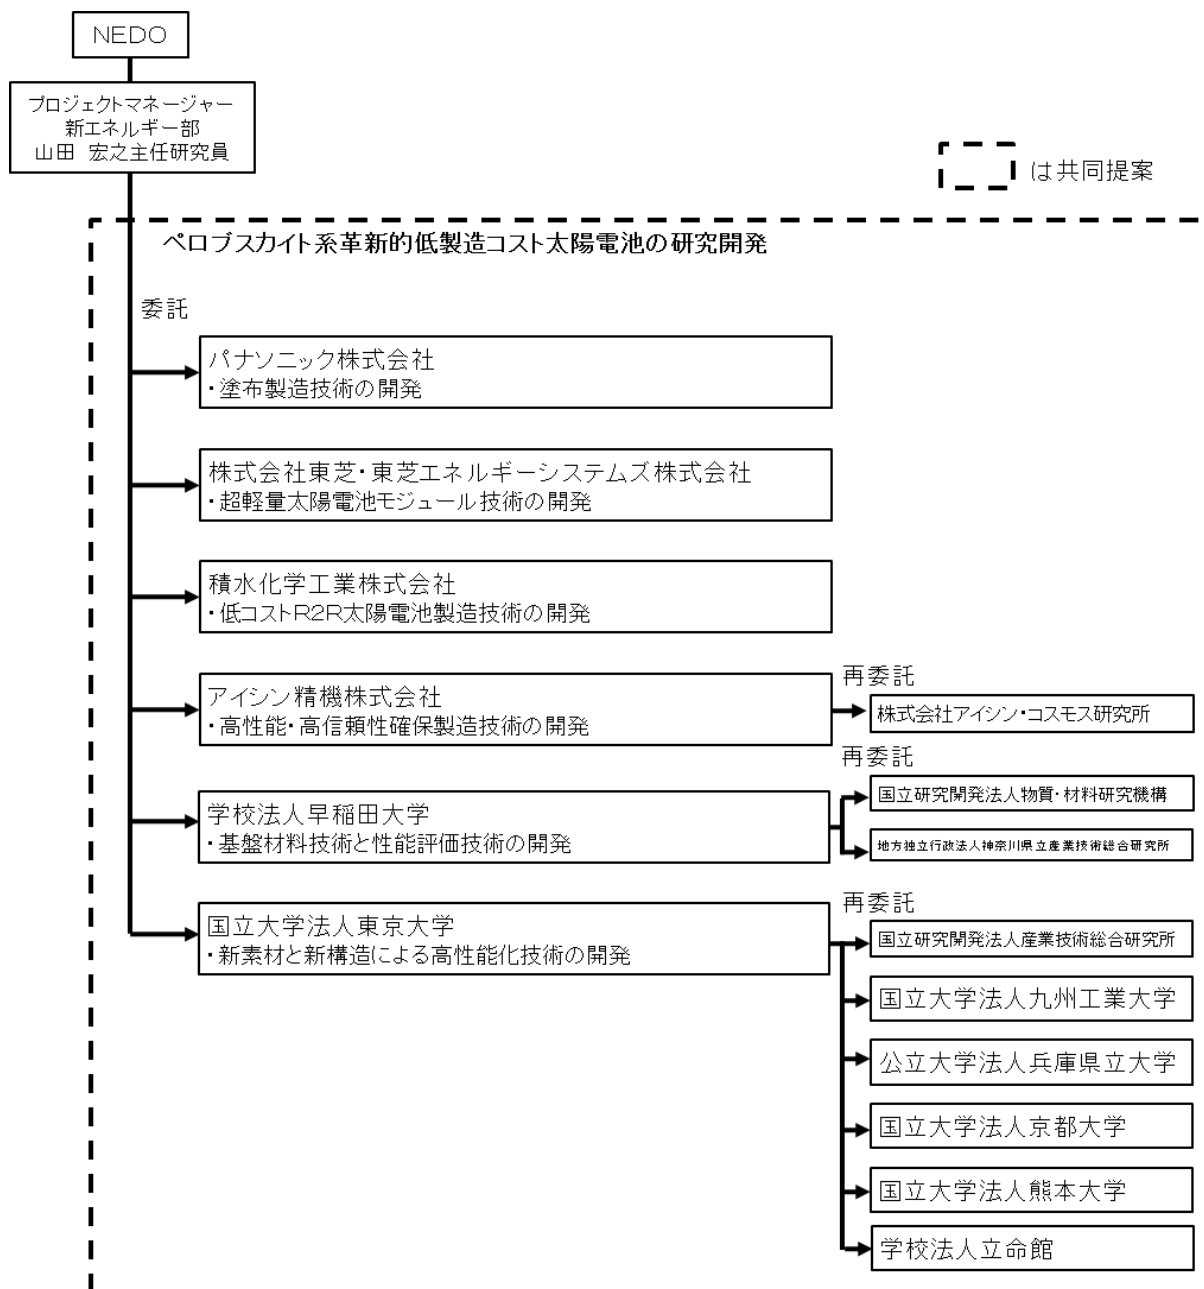 NEDO
プロジェクトマネージャー
新エネルギー部
山田 宏之主任研究員
は共同提案
ペロブスカイト系革新的低製造コスト太陽電池の研究開発
委託
パナソニック株式会社
・塗布製造技術の開発
株式会社東芝・東芝エネルギーシステムズ株式会社
・超軽量太陽電池モジュール技術の開発
積水化学工業株式会社
・低コストR2R太陽電池製造技術の開発
アイシン精機株式会社
・高性能・高信頼性確保製造技術の開発
再委託
株式会社アイシン・コスモス研究所
学校法人早稲田大学
・基盤材料技術と性能評価技術の開発
再委託
国立研究開発法人物質・材料研究機構
地方独立行政法人神奈川県立産業技術総合研究所
国立大学法人東京大学
・新素材と新構造による高性能化技術の開発
再委託
国立研究開発法人産業技術総合研究所
国立大学法人九州工業大学
公立大学法人兵庫県立大学
国立大学法人京都大学
国立大学法人熊本大学
学校法人立命館